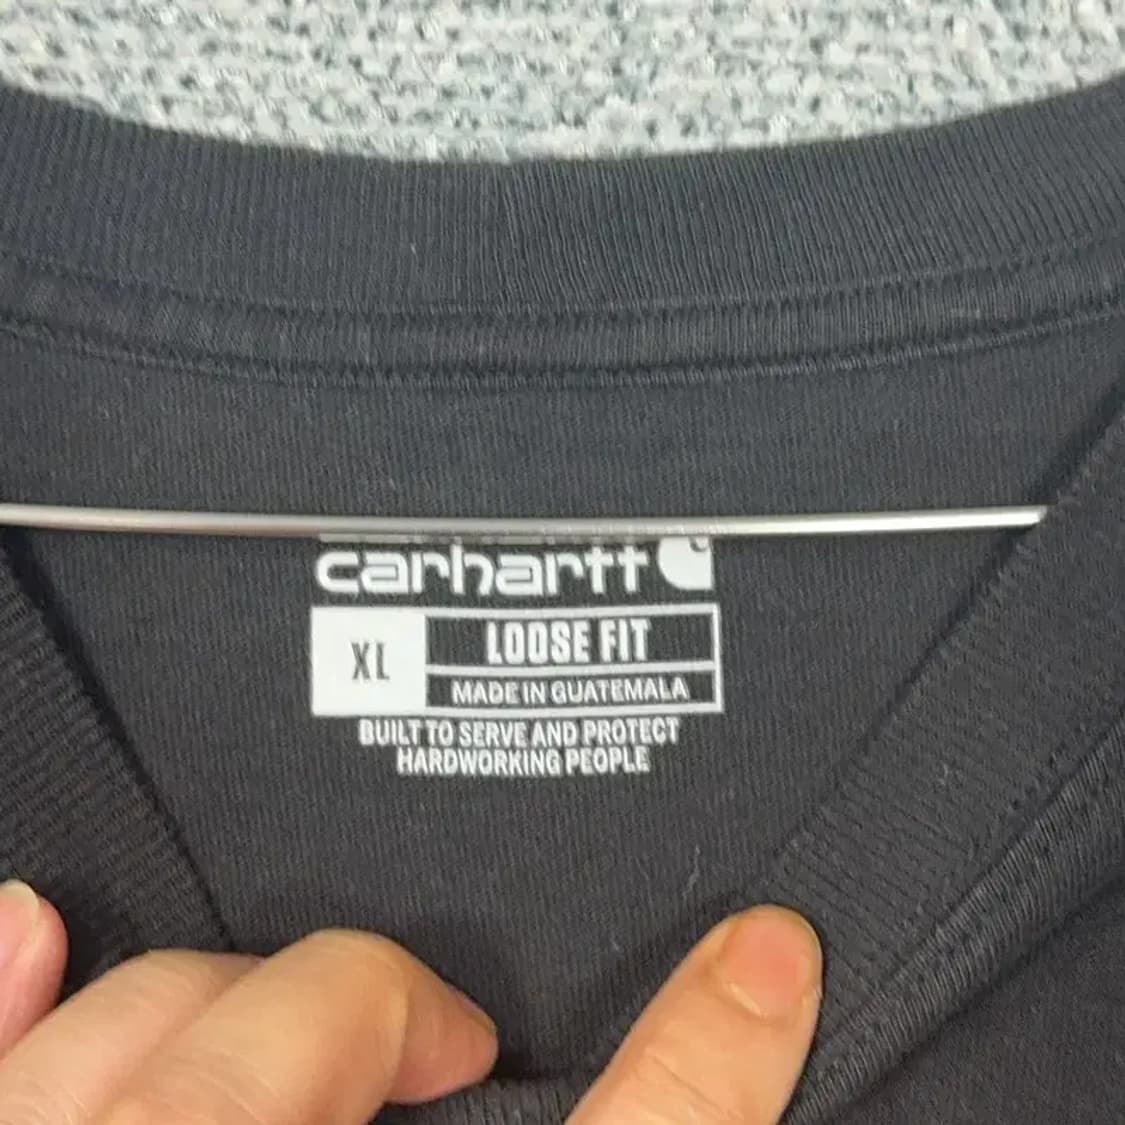 carhartt
XL
LOOSE FIT
MADE IN GUATEMALA
BUILT TO SERVE AND PROTECT
HARDWORKING PEOPLE